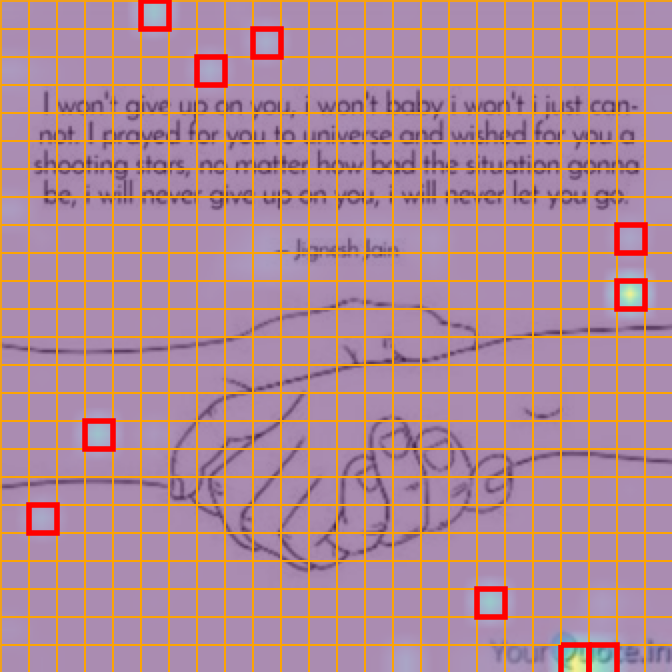 I won't give up on you, i won't baby i won't i just can-
not. I prayed for you to universe and wished for you a
shooting stars, no matter how bad the situation gonna
be, i will never give up on you, i will never let you go.
-- Jignesh Jain
YourQuote.in